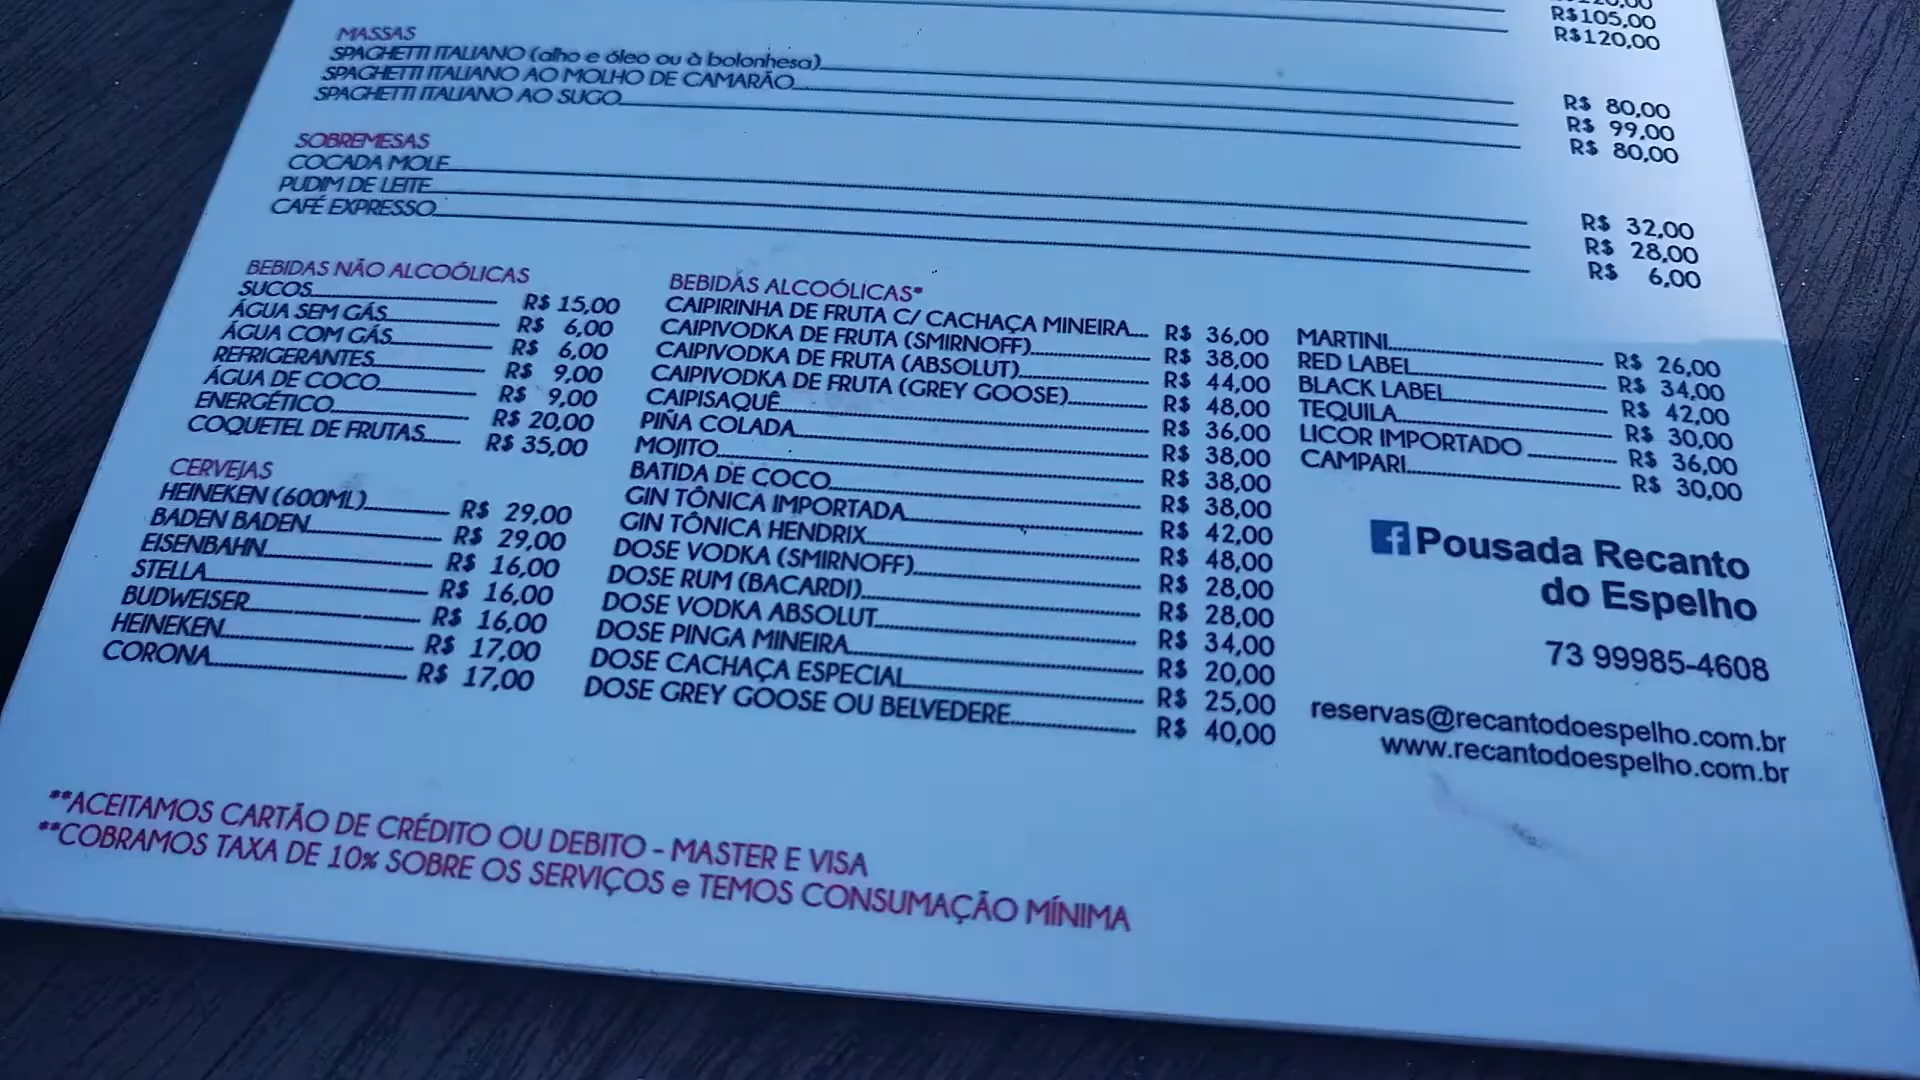 R$105,00
R$120,00
MASSAS
SPAGHETTI ITALIANO (alho e óleo ou à bolonhesa) R$ 80,00
SPAGHETTI ITALIANO AO MOLHO DE CAMARÃO R$ 99,00
SPAGHETTI ITALIANO AO SUGO R$ 80,00
SOBREMESAS
COCADA MOLE R$ 32,00
PUDIM DE LEITE R$ 28,00
CAFÉ EXPRESSO R$ 6,00
BEBIDAS NÃO ALCOÓLICAS
SUCOS R$ 15,00
ÁGUA SEM GÁS R$ 6,00
ÁGUA COM GÁS R$ 6,00
REFRIGERANTES R$ 9,00
ÁGUA DE COCO R$ 9,00
ENERGÉTICO R$ 20,00
COQUETEL DE FRUTAS R$ 35,00
CERVEJAS
HEINEKEN (600ML) R$ 29,00
BADEN BADEN R$ 29,00
EISENBAHN R$ 16,00
STELLA R$ 16,00
BUDWEISER R$ 16,00
HEINEKEN R$ 17,00
CORONA R$ 17,00
BEBIDAS ALCOÓLICAS*
CAIPIRINHA DE FRUTA C/ CACHAÇA MINEIRA R$ 36,00
CAIPIVODKA DE FRUTA (SMIRNOFF) R$ 38,00
CAIPIVODKA DE FRUTA (ABSOLUT) R$ 44,00
CAIPIVODKA DE FRUTA (GREY GOOSE) R$ 48,00
CAIPISAQUÊ R$ 36,00
PIÑA COLADA R$ 38,00
MOJITO R$ 38,00
BATIDA DE COCO R$ 38,00
GIN TÔNICA IMPORTADA R$ 42,00
GIN TÔNICA HENDRIX R$ 48,00
DOSE VODKA (SMIRNOFF) R$ 28,00
DOSE RUM (BACARDI) R$ 28,00
DOSE VODKA ABSOLUT R$ 34,00
DOSE PINGA MINEIRA R$ 20,00
DOSE CACHAÇA ESPECIAL R$ 25,00
DOSE GREY GOOSE OU BELVEDERE R$ 40,00
MARTINI R$ 26,00
RED LABEL R$ 34,00
BLACK LABEL R$ 42,00
TEQUILA R$ 30,00
LICOR IMPORTADO R$ 36,00
CAMPARI R$ 30,00
Pousada Recanto
do Espelho
73 99985-4608
reservas@recantodoespelho.com.br
www.recantodoespelho.com.br
**ACEITAMOS CARTÃO DE CRÉDITO OU DEBITO - MASTER E VISA
**COBRAMOS TAXA DE 10% SOBRE OS SERVIÇOS e TEMOS CONSUMAÇÃO MÍNIMA